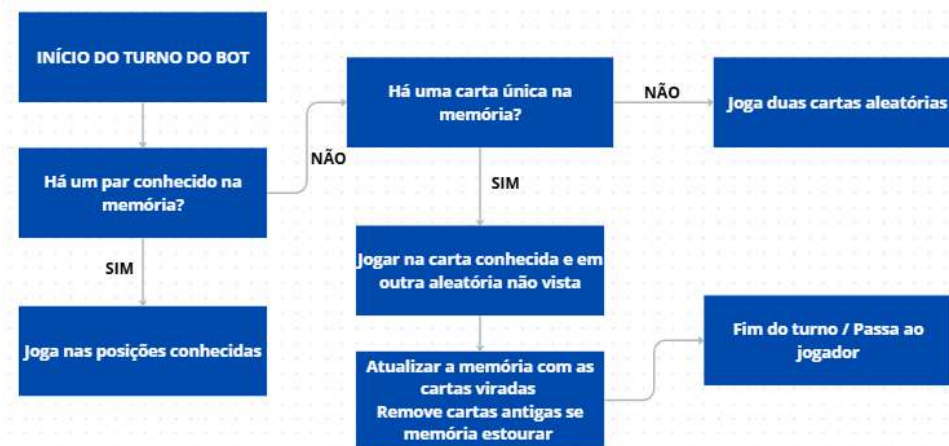 INÍCIO DO TURNO DO BOT
Há um par conhecido na
memória?
SIM
Joga nas posições conhecidas
NÃO
Há uma carta única na
memória?
NÃO
Joga duas cartas aleatórias
SIM
Jogar na carta conhecida e em
outra aleatória não vista
Atualizar a memória com as
cartas viradas
Remove cartas antigas se
memória estourar
Fim do turno / Passa ao
jogador